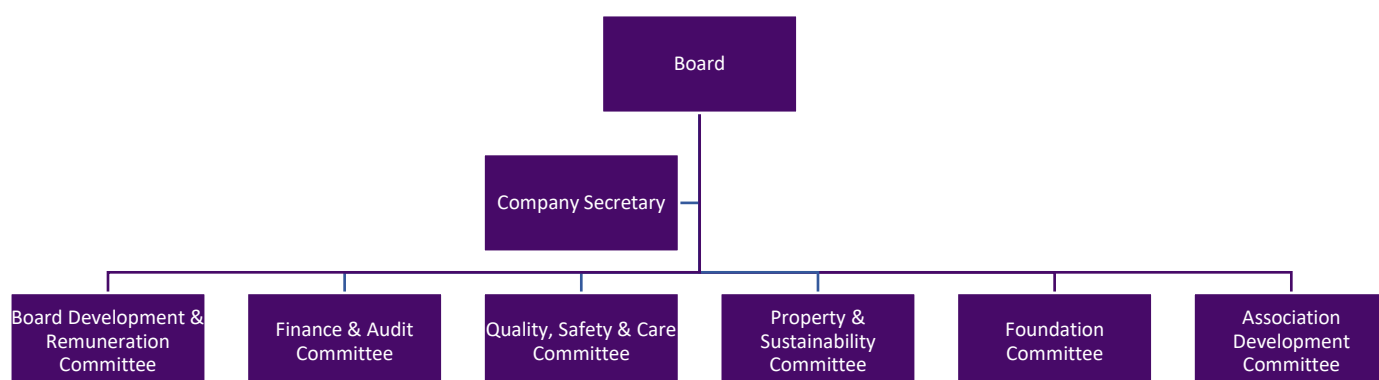 Board
Company Secretary
Board Development &
Remuneration
Committee
Finance & Audit
Committee
Quality, Safety & Care
Committee
Property &
Sustainability
Committee
Foundation
Committee
Association
Development
Committee